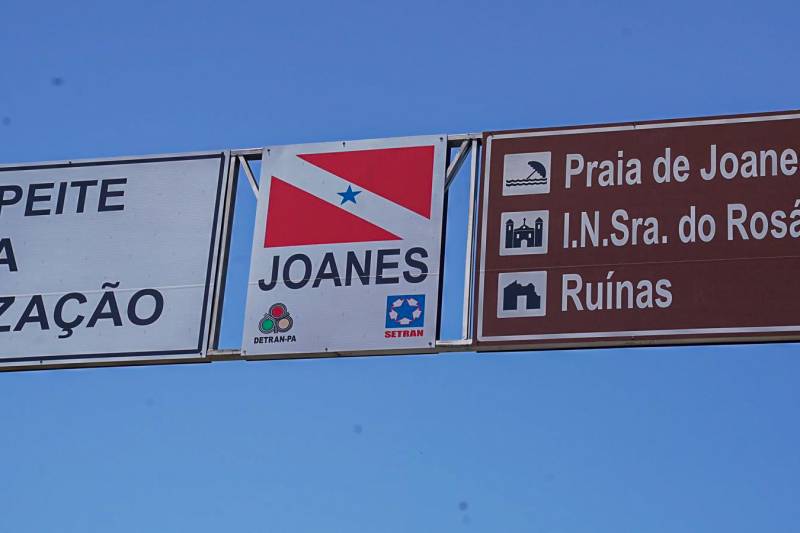 PEITE
A
ZAÇÃO
JOANES
DETRAN-PA
SETRAN
Praia de Joane
I.N.Sra. do Rosá
Ruínas